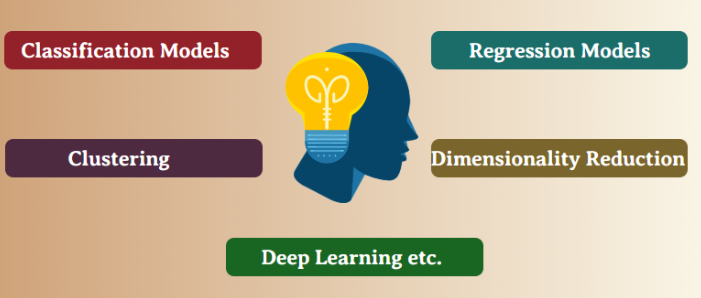 Classification Models
Regression Models
Clustering
Dimensionality Reduction
Deep Learning etc.